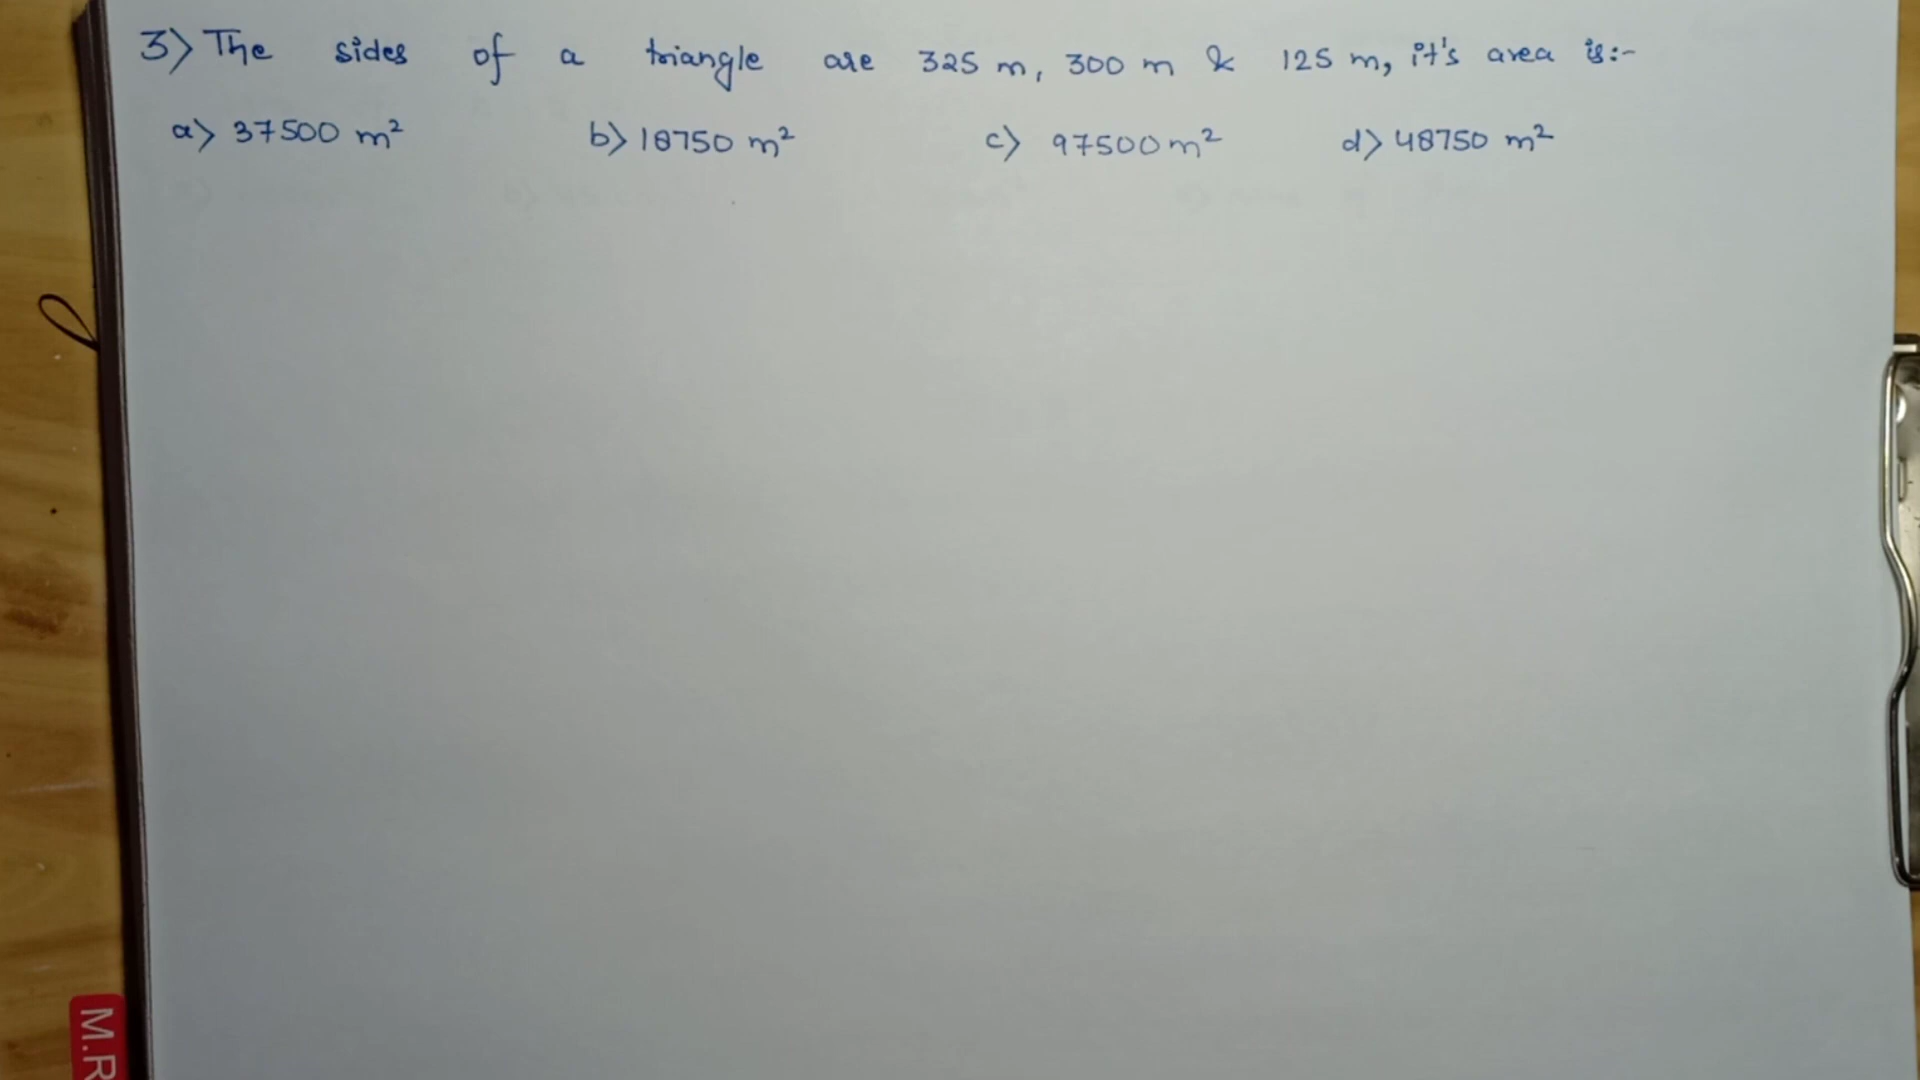 3) The sides of a triangle are 325 m, 300 m & 125 m, it's area is:-
a) 37500 m² b) 18750 m² c) 97500 m² d) 48750 m²
M.R